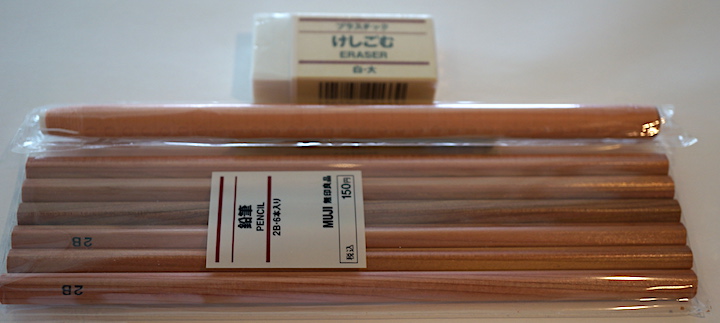 プラスチック
けしごむ
ERASER
白・大
鉛筆
PENCIL
2B・6本入り
MUJI 無印良品
150円
税込
2B
2B